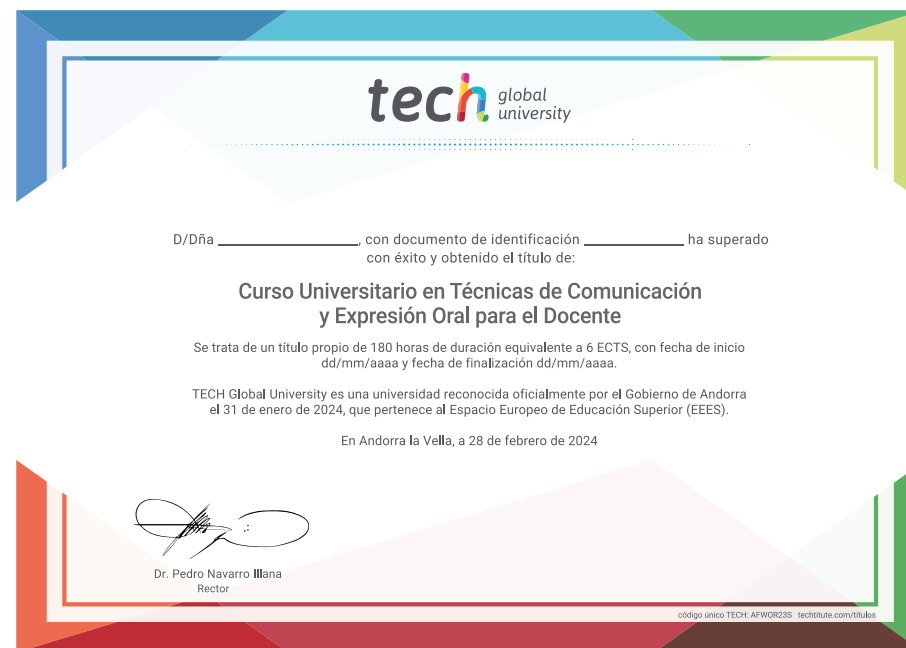 tech global
university
D/Dña ______________, con documento de identificación __________ ha superado
con éxito y obtenido el título de:
Curso Universitario en Técnicas de Comunicación
y Expresión Oral para el Docente
Se trata de un título propio de 180 horas de duración equivalente a 6 ECTS, con fecha de inicio
dd/mm/aaaa y fecha de finalización dd/mm/aaaa.
TECH Global University es una universidad reconocida oficialmente por el Gobierno de Andorra
el 31 de enero de 2024, que pertenece al Espacio Europeo de Educación Superior (EEES).
En Andorra la Vella, a 28 de febrero de 2024
Dr. Pedro Navarro Illana
Rector
código único TECH: AFWOR23S techtitute.com/titulos